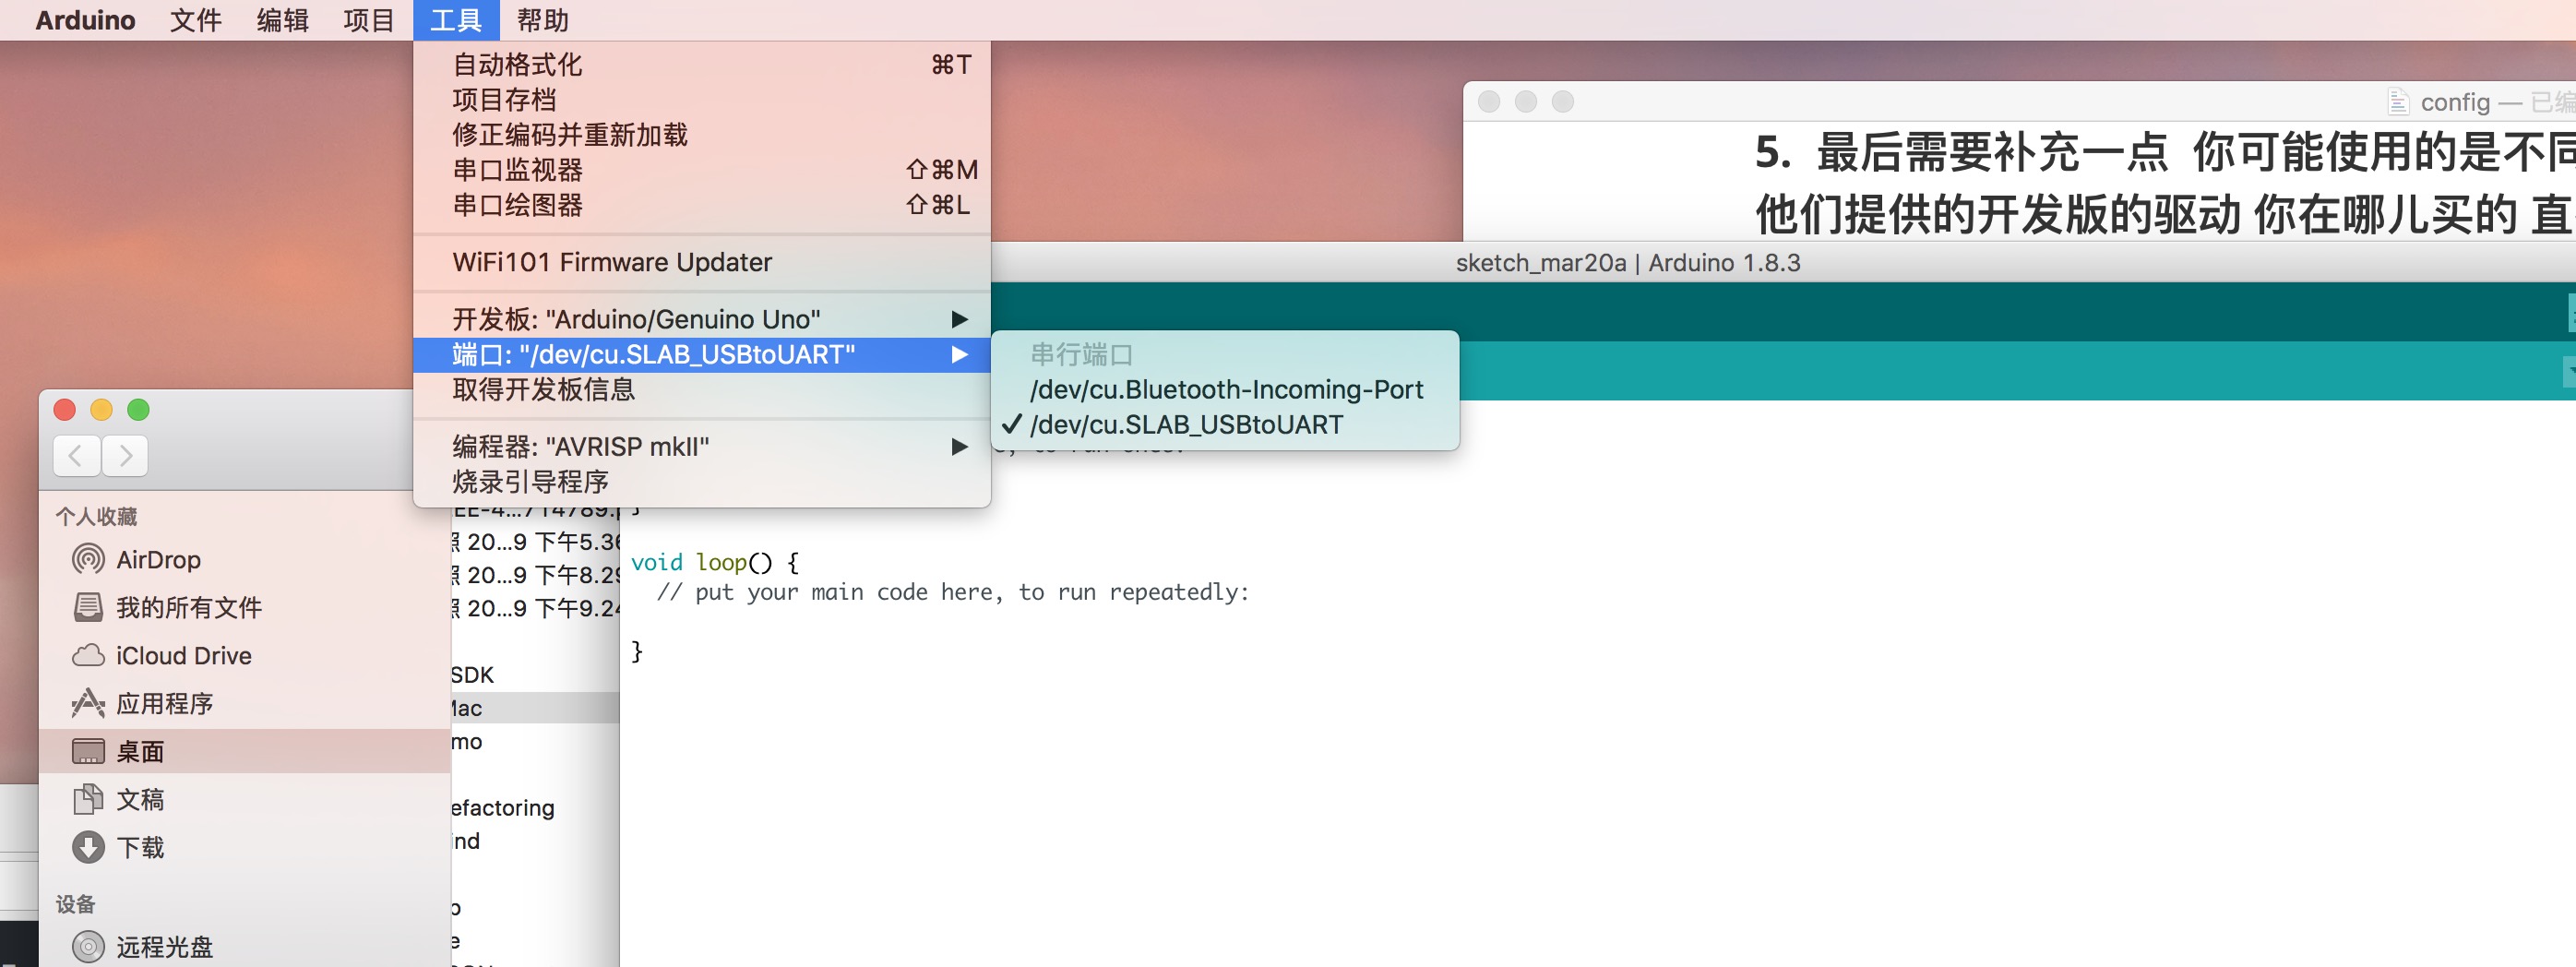 Arduino 文件 编辑 项目 工具 帮助
自动格式化 ⌘T
项目存档
修正编码并重新加载
串口监视器 ⇧⌘M
串口绘图器 ⇧⌘L
WiFi101 Firmware Updater
开发板: "Arduino/Genuino Uno"
端口: "/dev/cu.SLAB_USBtoUART"
取得开发板信息
编程器: "AVRISP mkII"
烧录引导程序
串行端口
/dev/cu.Bluetooth-Incoming-Port
✓ /dev/cu.SLAB_USBtoUART
config — 已编
5. 最后需要补充一点 你可能使用的是不同
他们提供的开发版的驱动 你在哪儿买的 直
sketch_mar20a | Arduino 1.8.3
}
void loop() {
// put your main code here, to run repeatedly:
}
个人收藏
AirDrop
我的所有文件
iCloud Drive
应用程序
桌面
文稿
下载
设备
远程光盘
20...9 下午5.36
20...9 下午8.29
20...9 下午9.24
SDK
Mac
mo
efactoring
ind